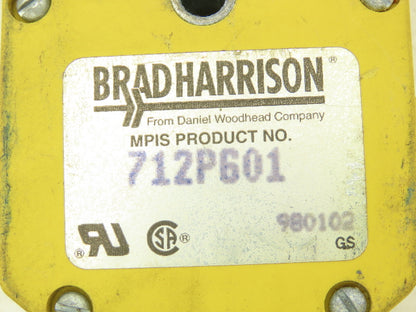 BRADHARRISON®
From Daniel Woodhead Company
MPIS PRODUCT NO.
712P601
980102
GS